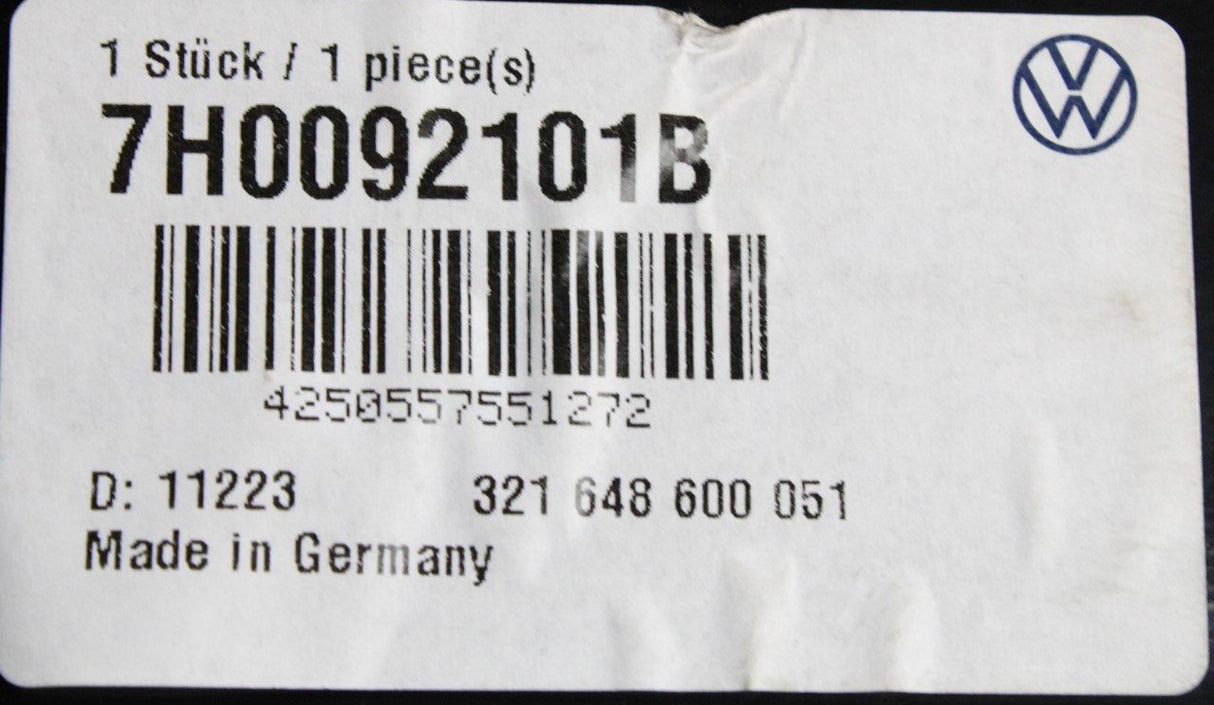 1 Stück / 1 piece(s)
7H0092101B
4250557551272
D: 11223 321 648 600 051
Made in Germany